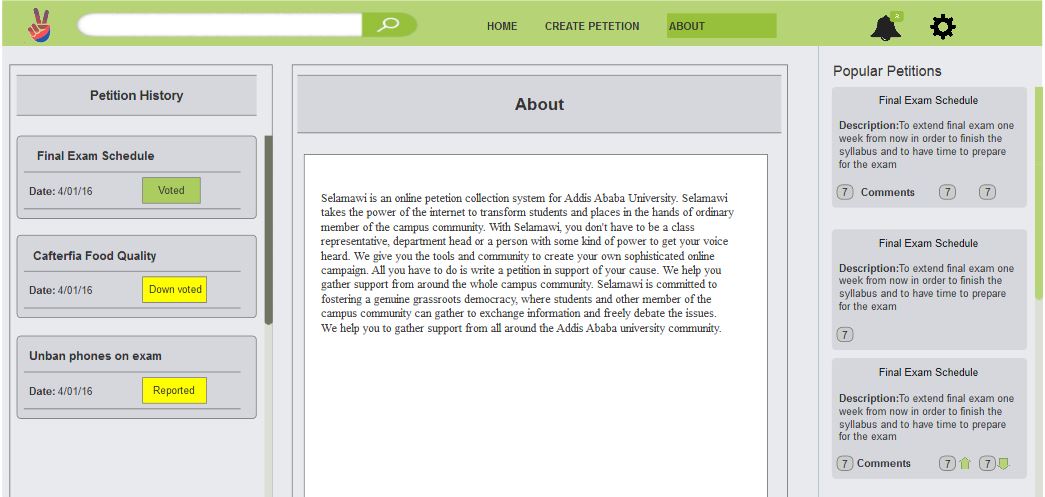 HOME CREATE PETETION ABOUT
Petition History
Final Exam Schedule
Date: 4/01/16 Voted
Cafterfia Food Quality
Date: 4/01/16 Down voted
Unban phones on exam
Date: 4/01/16 Reported
About
Selamawi is an online petetion collection system for Addis Ababa University. Selamawi
takes the power of the internet to transform students and places in the hands of ordinary
member of the campus community. With Selamawi, you don't have to be a class
representative, department head or a person with some kind of power to get your voice
heard. We give you the tools and community to create your own sophisticated online
campaign. All you have to do is write a petition in support of your cause. We help you
gather support from around the whole campus community. Selamawi is committed to
fostering a genuine grassroots democracy, where students and other member of the
campus community can gather to exchange information and freely debate the issues.
We help you to gather support from all around the Addis Ababa university community.
Popular Petitions
Final Exam Schedule
Description:To extend final exam one
week from now in order to finish the
syllabus and to have time to prepare
for the exam
7 Comments 7 7
Final Exam Schedule
Description:To extend final exam one
week from now in order to finish the
syllabus and to have time to prepare
for the exam
7
Final Exam Schedule
Description:To extend final exam one
week from now in order to finish the
syllabus and to have time to prepare
for the exam
7 Comments 7 7